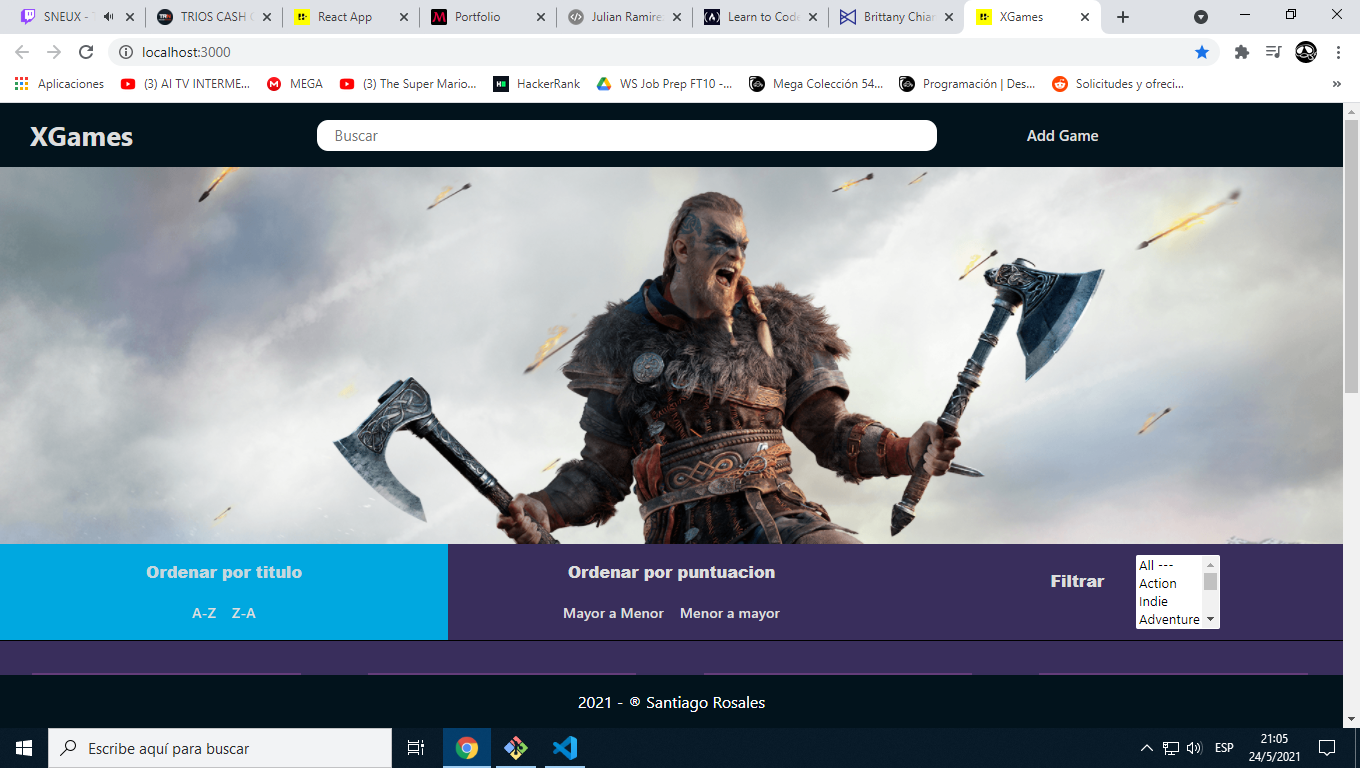 SNEUX - T
TRIOS CASH C
React App
Portfolio
Julian Ramire
Learn to Code
Brittany Chian
XGames
localhost:3000
Aplicaciones
(3) AI TV INTERME...
MEGA
(3) The Super Mario...
HackerRank
WS Job Prep FT10 -...
Mega Colección 54...
Programación | Des...
Solicitudes y ofreci...
»
XGames
Buscar
Add Game
Ordenar por titulo
A-Z Z-A
Ordenar por puntuacion
Mayor a Menor Menor a mayor
Filtrar
All ---
Action
Indie
Adventure
2021 - ® Santiago Rosales
Escribe aquí para buscar
ESP
21:05
24/5/2021